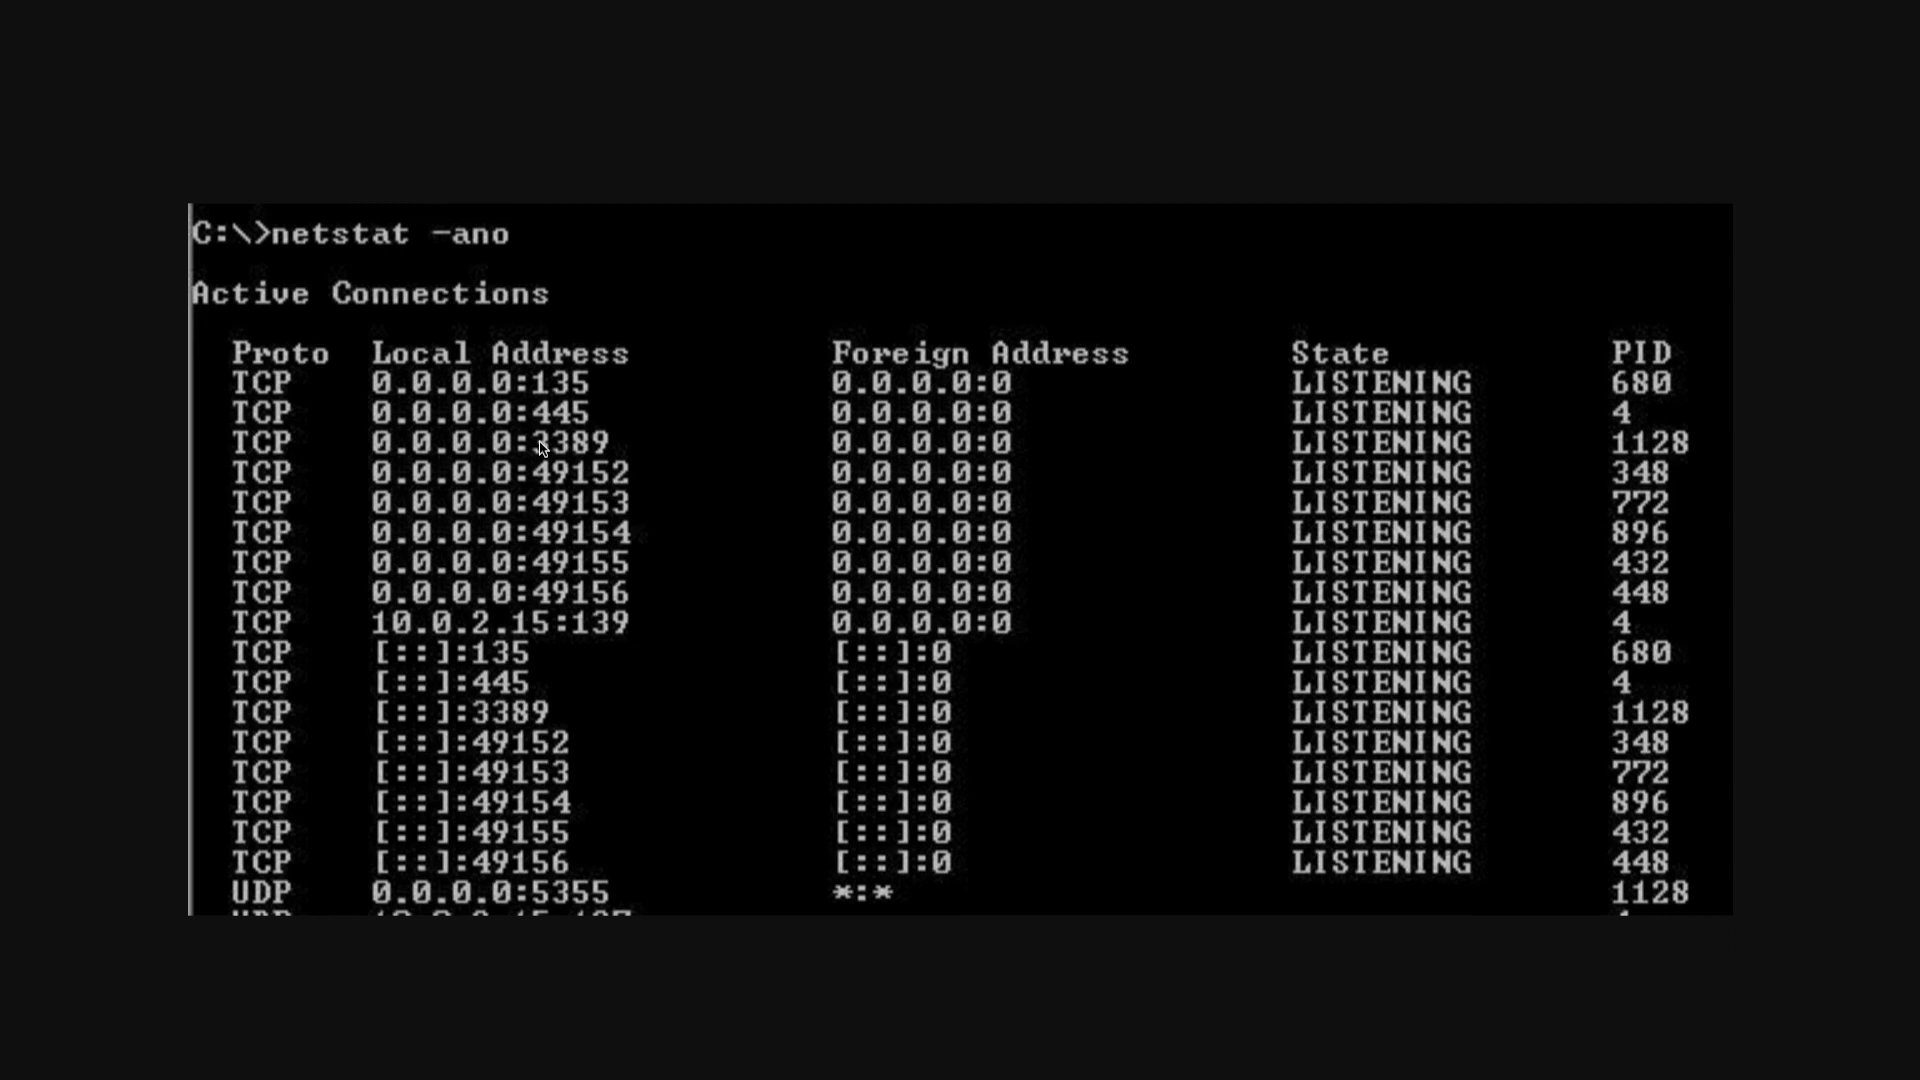 C:\>netstat -ano
Active Connections
Proto Local Address Foreign Address State PID
TCP 0.0.0.0:135 0.0.0.0:0 LISTENING 680
TCP 0.0.0.0:445 0.0.0.0:0 LISTENING 4
TCP 0.0.0.0:3389 0.0.0.0:0 LISTENING 1128
TCP 0.0.0.0:49152 0.0.0.0:0 LISTENING 348
TCP 0.0.0.0:49153 0.0.0.0:0 LISTENING 772
TCP 0.0.0.0:49154 0.0.0.0:0 LISTENING 896
TCP 0.0.0.0:49155 0.0.0.0:0 LISTENING 432
TCP 0.0.0.0:49156 0.0.0.0:0 LISTENING 448
TCP 10.0.2.15:139 0.0.0.0:0 LISTENING 4
TCP [::]:135 [::]:0 LISTENING 680
TCP [::]:445 [::]:0 LISTENING 4
TCP [::]:3389 [::]:0 LISTENING 1128
TCP [::]:49152 [::]:0 LISTENING 348
TCP [::]:49153 [::]:0 LISTENING 772
TCP [::]:49154 [::]:0 LISTENING 896
TCP [::]:49155 [::]:0 LISTENING 432
TCP [::]:49156 [::]:0 LISTENING 448
UDP 0.0.0.0:5355 *:* 1128